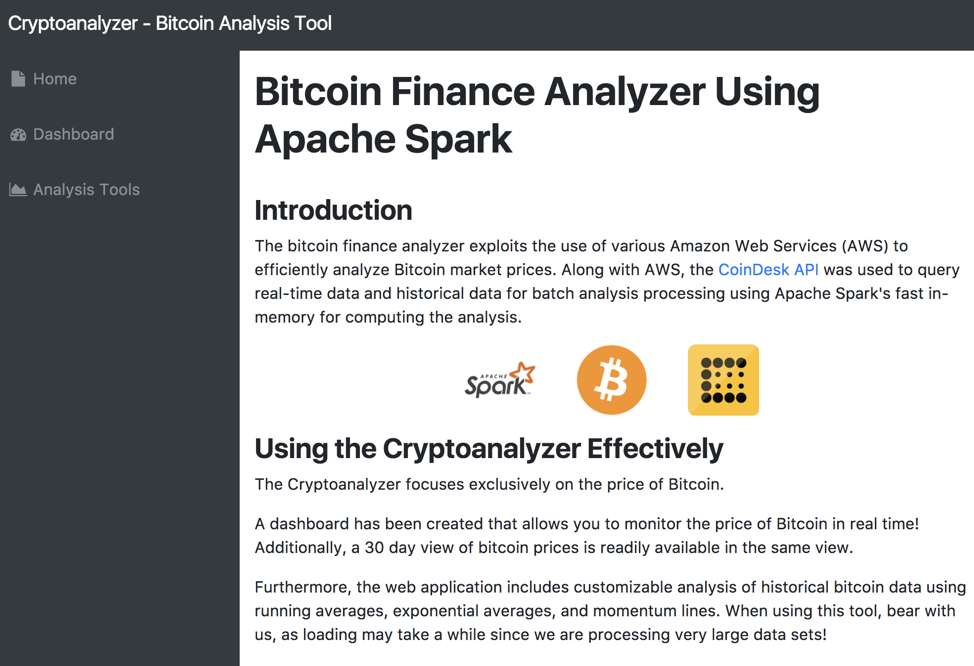 Cryptoanalyzer - Bitcoin Analysis Tool
Home
Dashboard
Analysis Tools
Bitcoin Finance Analyzer Using
Apache Spark
Introduction
The bitcoin finance analyzer exploits the use of various Amazon Web Services (AWS) to
efficiently analyze Bitcoin market prices. Along with AWS, the CoinDesk API was used to query
real-time data and historical data for batch analysis processing using Apache Spark's fast in-
memory for computing the analysis.
APACHE
Spark™
Using the Cryptoanalyzer Effectively
The Cryptoanalyzer focuses exclusively on the price of Bitcoin.
A dashboard has been created that allows you to monitor the price of Bitcoin in real time!
Additionally, a 30 day view of bitcoin prices is readily available in the same view.
Furthermore, the web application includes customizable analysis of historical bitcoin data using
running averages, exponential averages, and momentum lines. When using this tool, bear with
us, as loading may take a while since we are processing very large data sets!